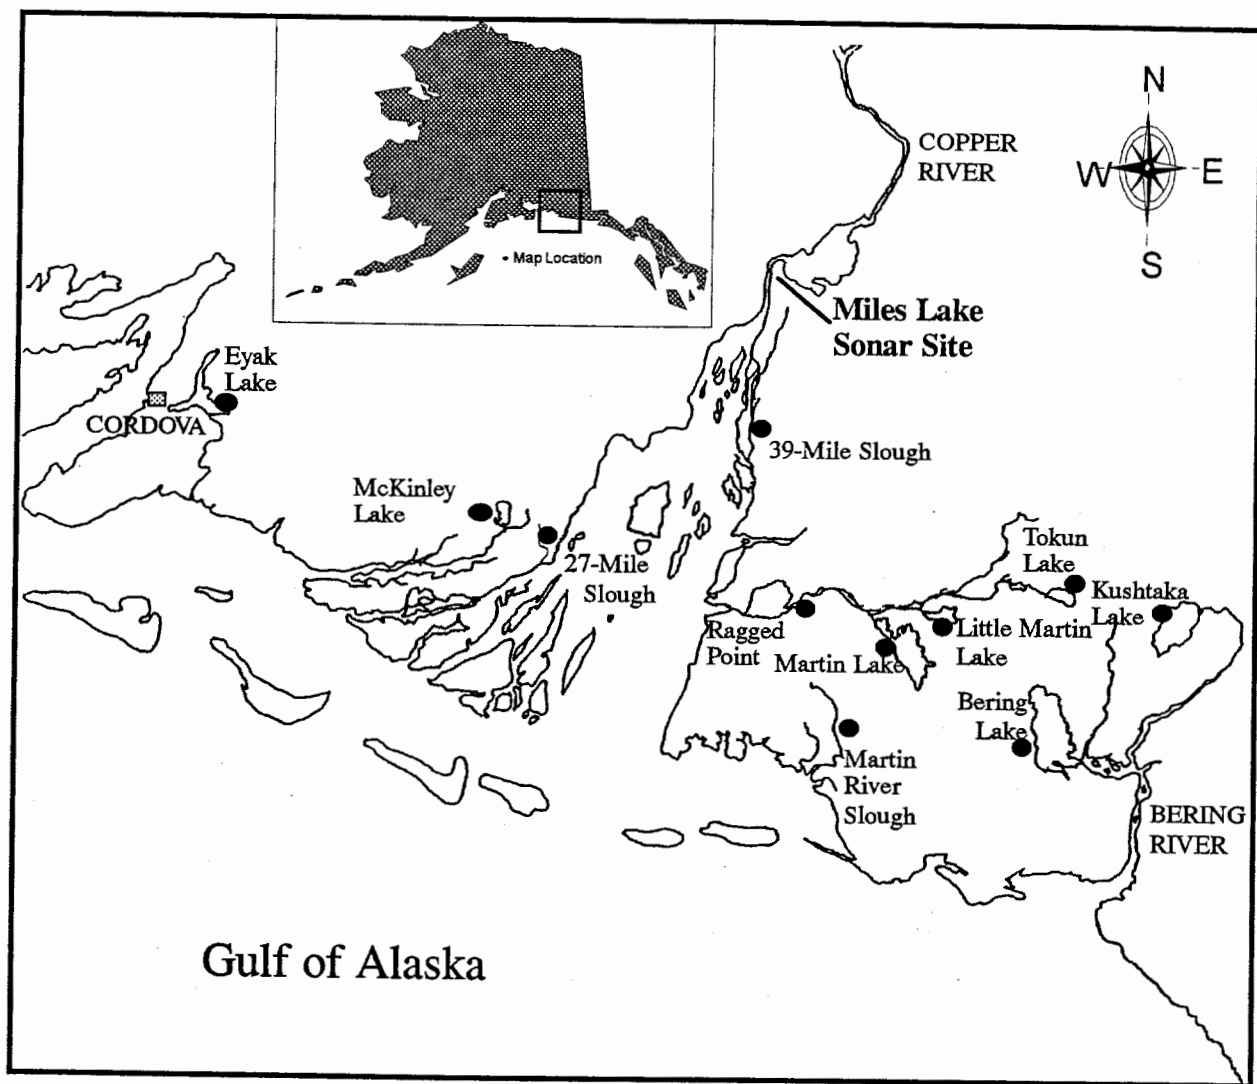 N
W
E
S
COPPER
RIVER
• Map Location
Miles Lake
Sonar Site
Eyak
Lake
CORDOVA
39-Mile Slough
McKinley
Lake
27-Mile
Slough
Tokun
Lake
Kushtaka
Lake
Ragged
Point
Martin Lake
Little Martin
Lake
Bering
Lake
Martin
River
Slough
BERING
RIVER
Gulf of Alaska